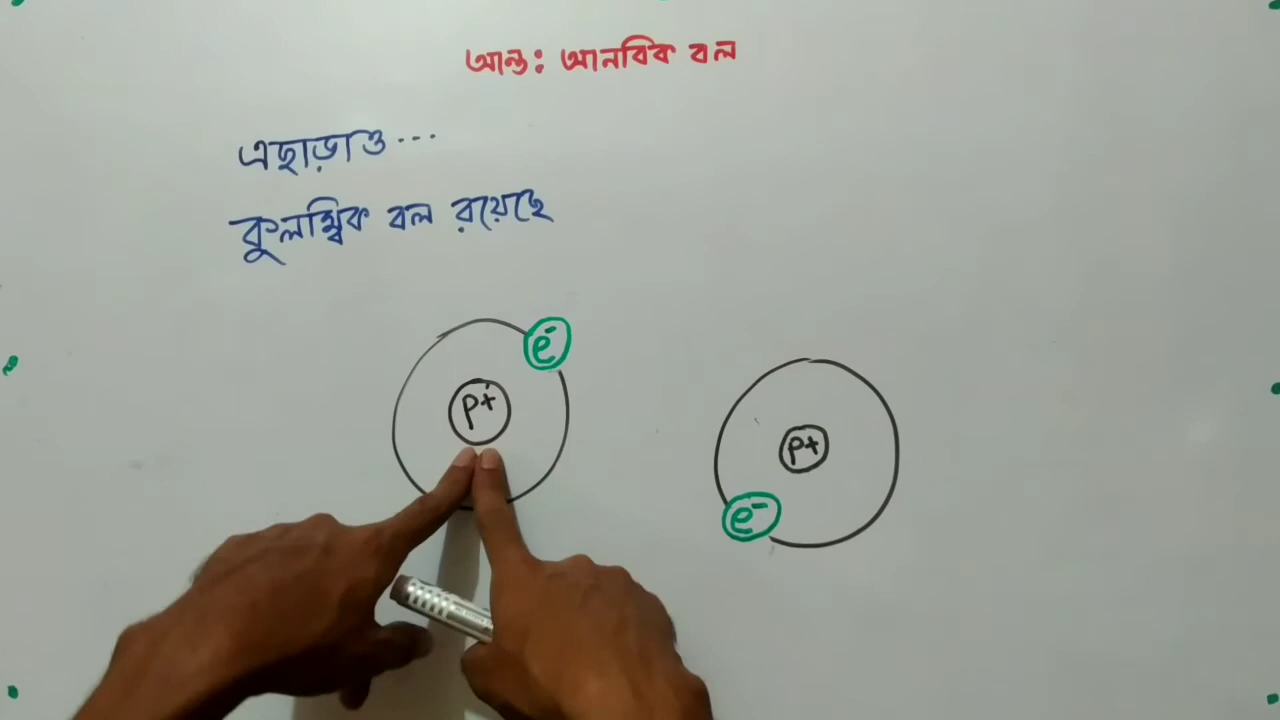 আন্ত: আনবিক বল
এছাড়াও...
কুলম্বিক বল রয়েছে
e-
p+
p+
e-